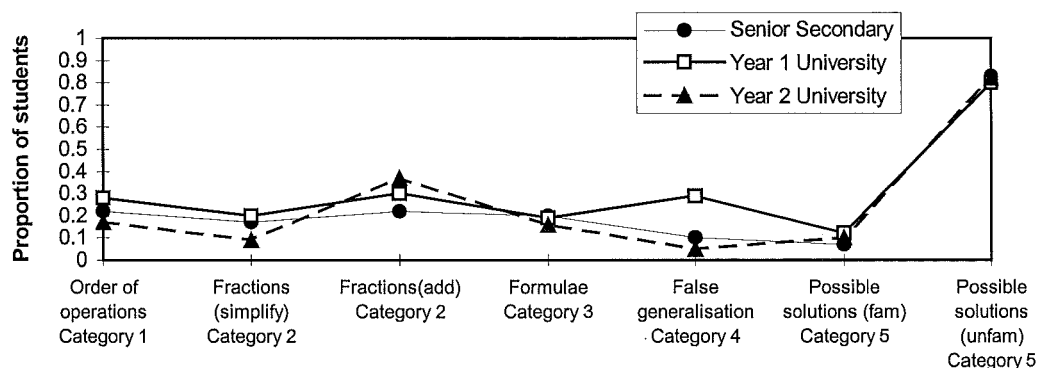 Proportion of students
1
0.9
0.8
0.7
0.6
0.5
0.4
0.3
0.2
0.1
0
Senior Secondary
Year 1 University
Year 2 University
Order of
operations
Category 1
Fractions
(simplify)
Category 2
Fractions(add)
Category 2
Formulae
Category 3
False
generalisation
Category 4
Possible
solutions (fam)
Category 5
Possible
solutions
(unfam)
Category 5